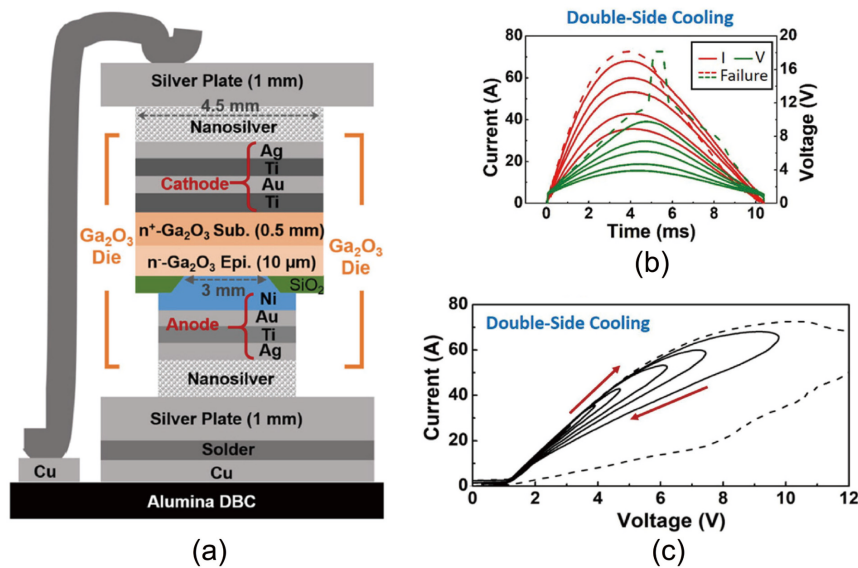 Silver Plate (1 mm)
4.5 mm
Nanosilver
Ag
Ti
Cathode
Au
Ti
Ga₂O₃
Die
n⁺-Ga₂O₃ Sub. (0.5 mm)
n⁻-Ga₂O₃ Epi. (10 μm)
Ga₂O₃
Die
SiO₂
3 mm
Ni
Anode
Au
Ti
Ag
Nanosilver
Silver Plate (1 mm)
Solder
Cu
Cu
Alumina DBC
(a)
Double-Side Cooling
80
60
40
20
0
Current (A)
I
V
Failure
20
16
12
8
4
0
Voltage (V)
0
2
4
6
8
10
Time (ms)
(b)
Double-Side Cooling
80
60
40
20
0
Current (A)
2
4
6
8
10
12
Voltage (V)
(c)